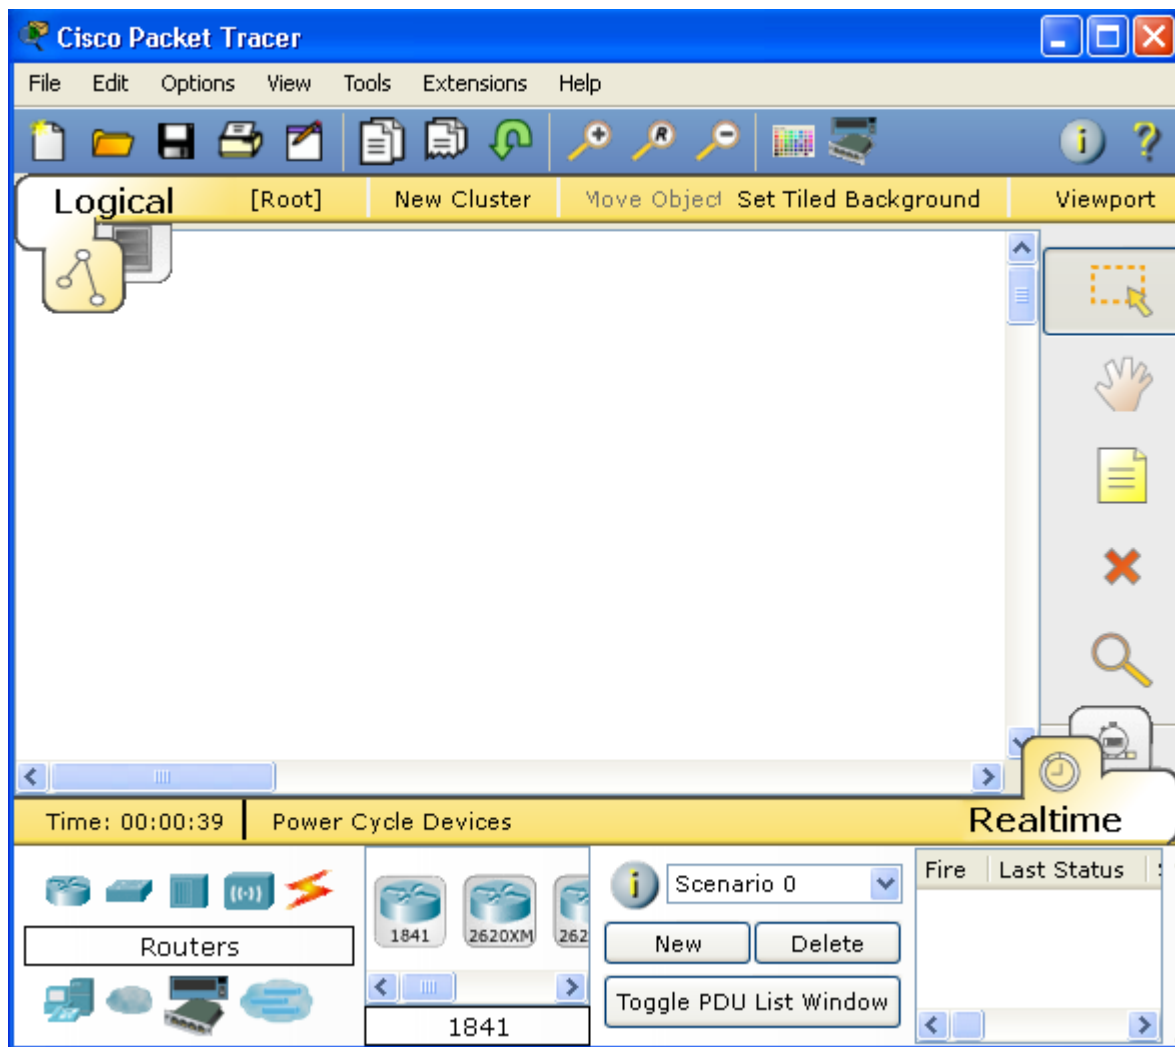 Cisco Packet Tracer
File Edit Options View Tools Extensions Help
R
i ?
Logical [Root] New Cluster Move Object Set Tiled Background Viewport
Time: 00:00:39 Power Cycle Devices Realtime
Routers
1841 2620XM 262
1841
i Scenario 0
New Delete
Toggle PDU List Window
Fire Last Status